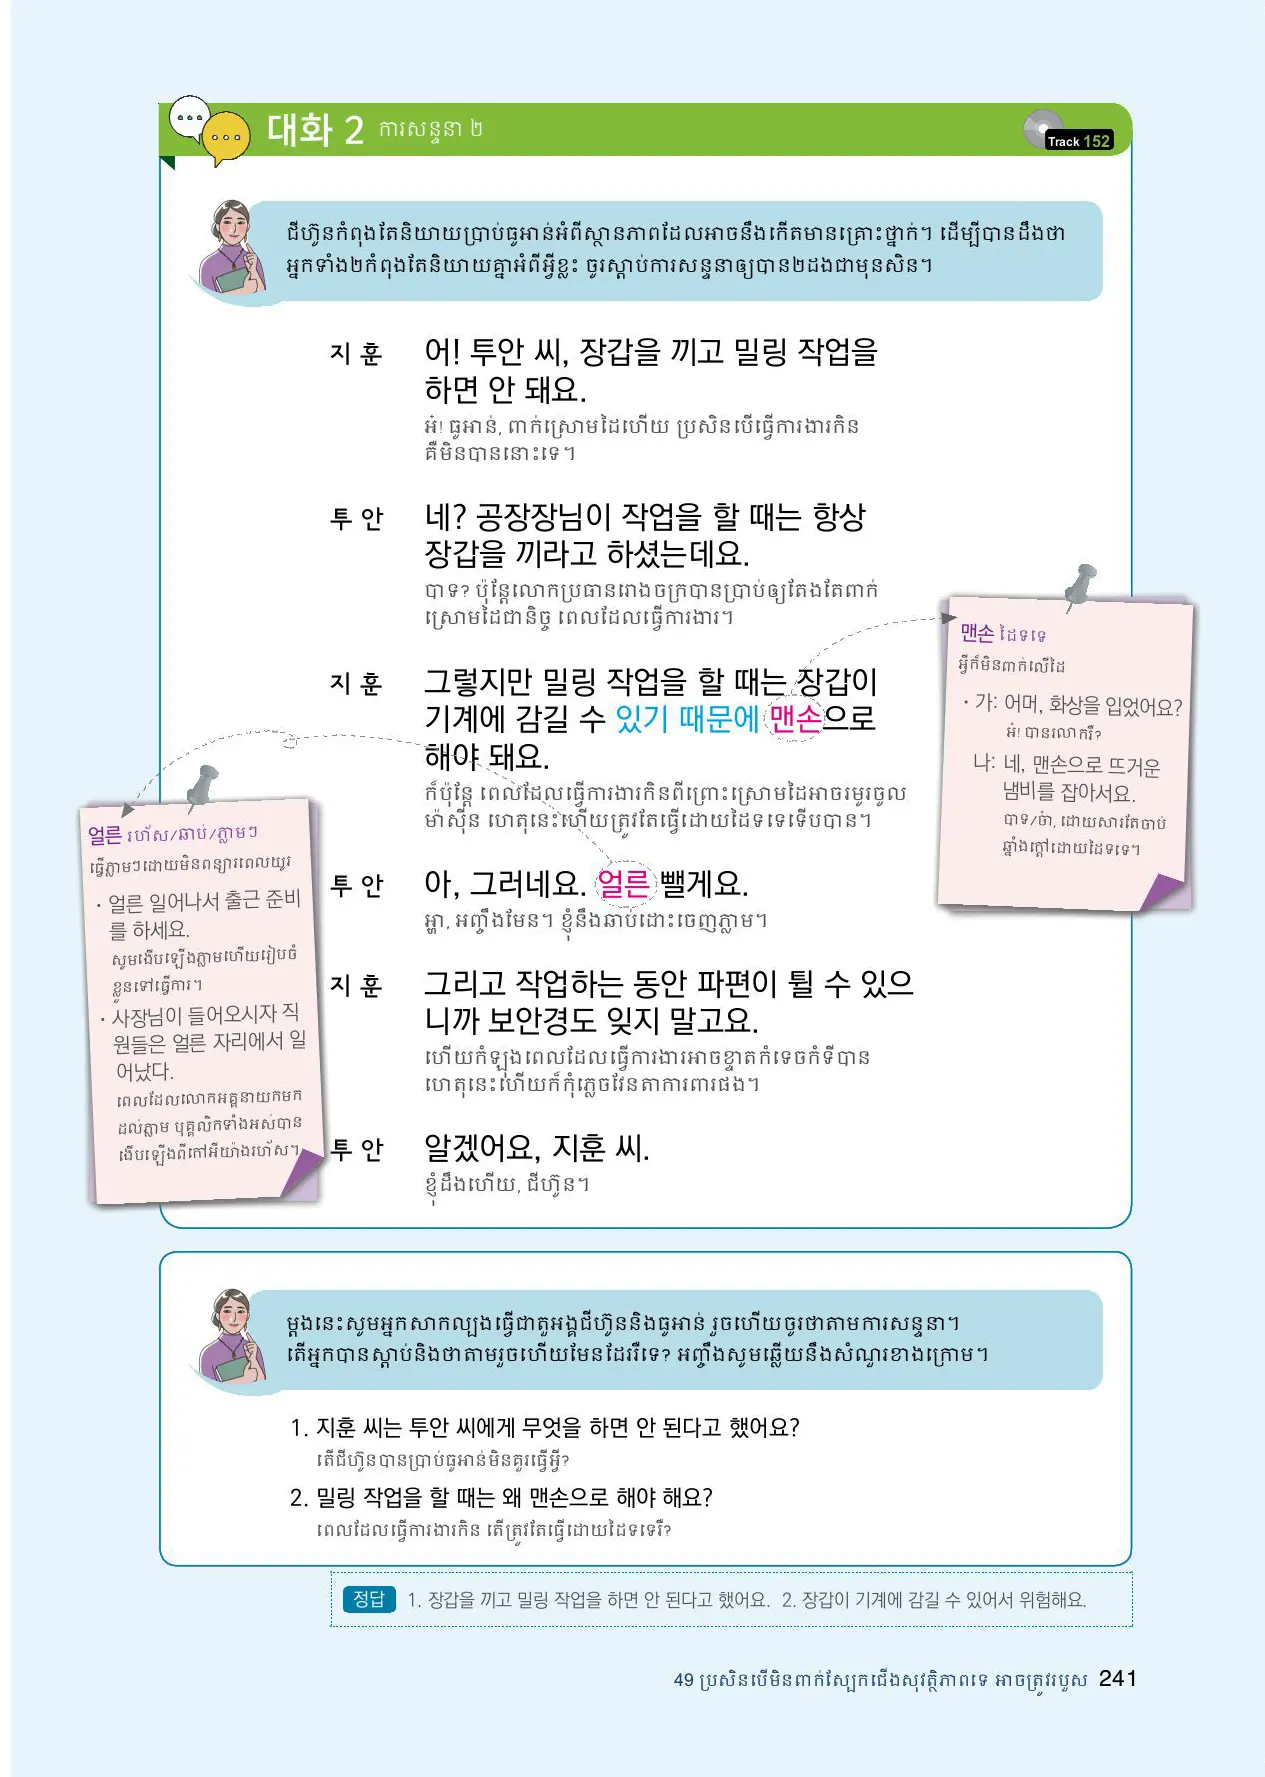 대화 2 ការសន្ទនា ២
Track 152
ជីហ៊ូនកំពុងតែនិយាយប្រាប់ធូអាន់អំពីស្ថានភាពដែលអាចនឹងកើតមានគ្រោះថ្នាក់។ ដើម្បីបានដឹងថា
អ្នកទាំង២កំពុងតែនិយាយគ្នាអំពីអ្វីខ្លះ ចូរស្តាប់ការសន្ទនាឲ្យបាន២ដងជាមុនសិន។
지 훈 어! 투안 씨, 장갑을 끼고 밀링 작업을
하면 안 돼요.
អ៎! ធូអាន់, ពាក់ស្រោមដៃហើយ ប្រសិនបើធ្វើការងារកិន
គឺមិនបាននោះទេ។
투 안 네? 공장장님이 작업을 할 때는 항상
장갑을 끼라고 하셨는데요.
បាទ? ប៉ុន្តែលោកប្រធានរោងចក្របានប្រាប់ឲ្យតែងតែពាក់
ស្រោមដៃជានិច្ច ពេលដែលធ្វើការងារ។
지 훈 그렇지만 밀링 작업을 할 때는 장갑이
기계에 감길 수 있기 때문에 맨손으로
해야 돼요.
ក៏ប៉ុន្តែ ពេលដែលធ្វើការងារកិនពីព្រោះស្រោមដៃអាចរមូរចូល
ម៉ាស៊ីន ហេតុនេះហើយត្រូវតែធ្វើដោយដៃទទេទើបបាន។
투 안 아, 그러네요. 얼른 뺄게요.
អ្ហា, អញ្ចឹងមែន។ ខ្ញុំនឹងឆាប់ដោះចេញភ្លាម។
지 훈 그리고 작업하는 동안 파편이 튈 수 있으
니까 보안경도 잊지 말고요.
ហើយកំឡុងពេលដែលធ្វើការងារអាចខ្ទាតកំទេចកំទីបាន
ហេតុនេះហើយក៏កុំភ្លេចវែនតាការពារផង។
투 안 알겠어요, 지훈 씨.
ខ្ញុំដឹងហើយ, ជីហ៊ូន។
맨손 ដៃទទេ
អ្វីក៏មិនពាក់លើដៃ
· 가: 어머, 화상을 입었어요?
អ៎! បានរលាករឺ?
나: 네, 맨손으로 뜨거운
냄비를 잡아서요.
បាទ/ចំា, ដោយសារតែចាប់
ឆ្នាំងក្តៅដោយដៃទទេ។
얼른 រហ័ស/ឆាប់/ភ្លាមៗ
ធ្វើភ្លាមៗដោយមិនពន្យារពេលយូរ
· 얼른 일어나서 출근 준비
를 하세요.
សូមងើបឡើងភ្លាមហើយរៀបចំ
ខ្លួនទៅធ្វើការ។
· 사장님이 들어오시자 직
원들은 얼른 자리에서 일
어났다.
ពេលដែលលោកអគ្គនាយកមក
ដល់ភ្លាម បុគ្គលិកទាំងអស់បាន
ងើបឡើងពីកៅអីយ៉ាងរហ័ស។
ម្តងនេះសូមអ្នកសាកល្បងធ្វើជាតួអង្គជីហ៊ូននិងធូអាន់ រួចហើយចូរថាតាមការសន្ទនា។
តើអ្នកបានស្តាប់និងថាតាមរួចហើយមែនដែររឺទេ? អញ្ចឹងសូមឆ្លើយនឹងសំណួរខាងក្រោម។
1. 지훈 씨는 투안 씨에게 무엇을 하면 안 된다고 했어요?
តើជីហ៊ូនបានប្រាប់ធូអាន់មិនគួរធ្វើអ្វី?
2. 밀링 작업을 할 때는 왜 맨손으로 해야 해요?
ពេលដែលធ្វើការងារកិន តើត្រូវតែធ្វើដោយដៃទទេរឺ?
정답 1. 장갑을 끼고 밀링 작업을 하면 안 된다고 했어요. 2. 장갑이 기계에 감길 수 있어서 위험해요.
49 ប្រសិនបើមិនពាក់ស្បែកជើងសុវត្ថិភាពទេ អាចត្រូវរបួស 241